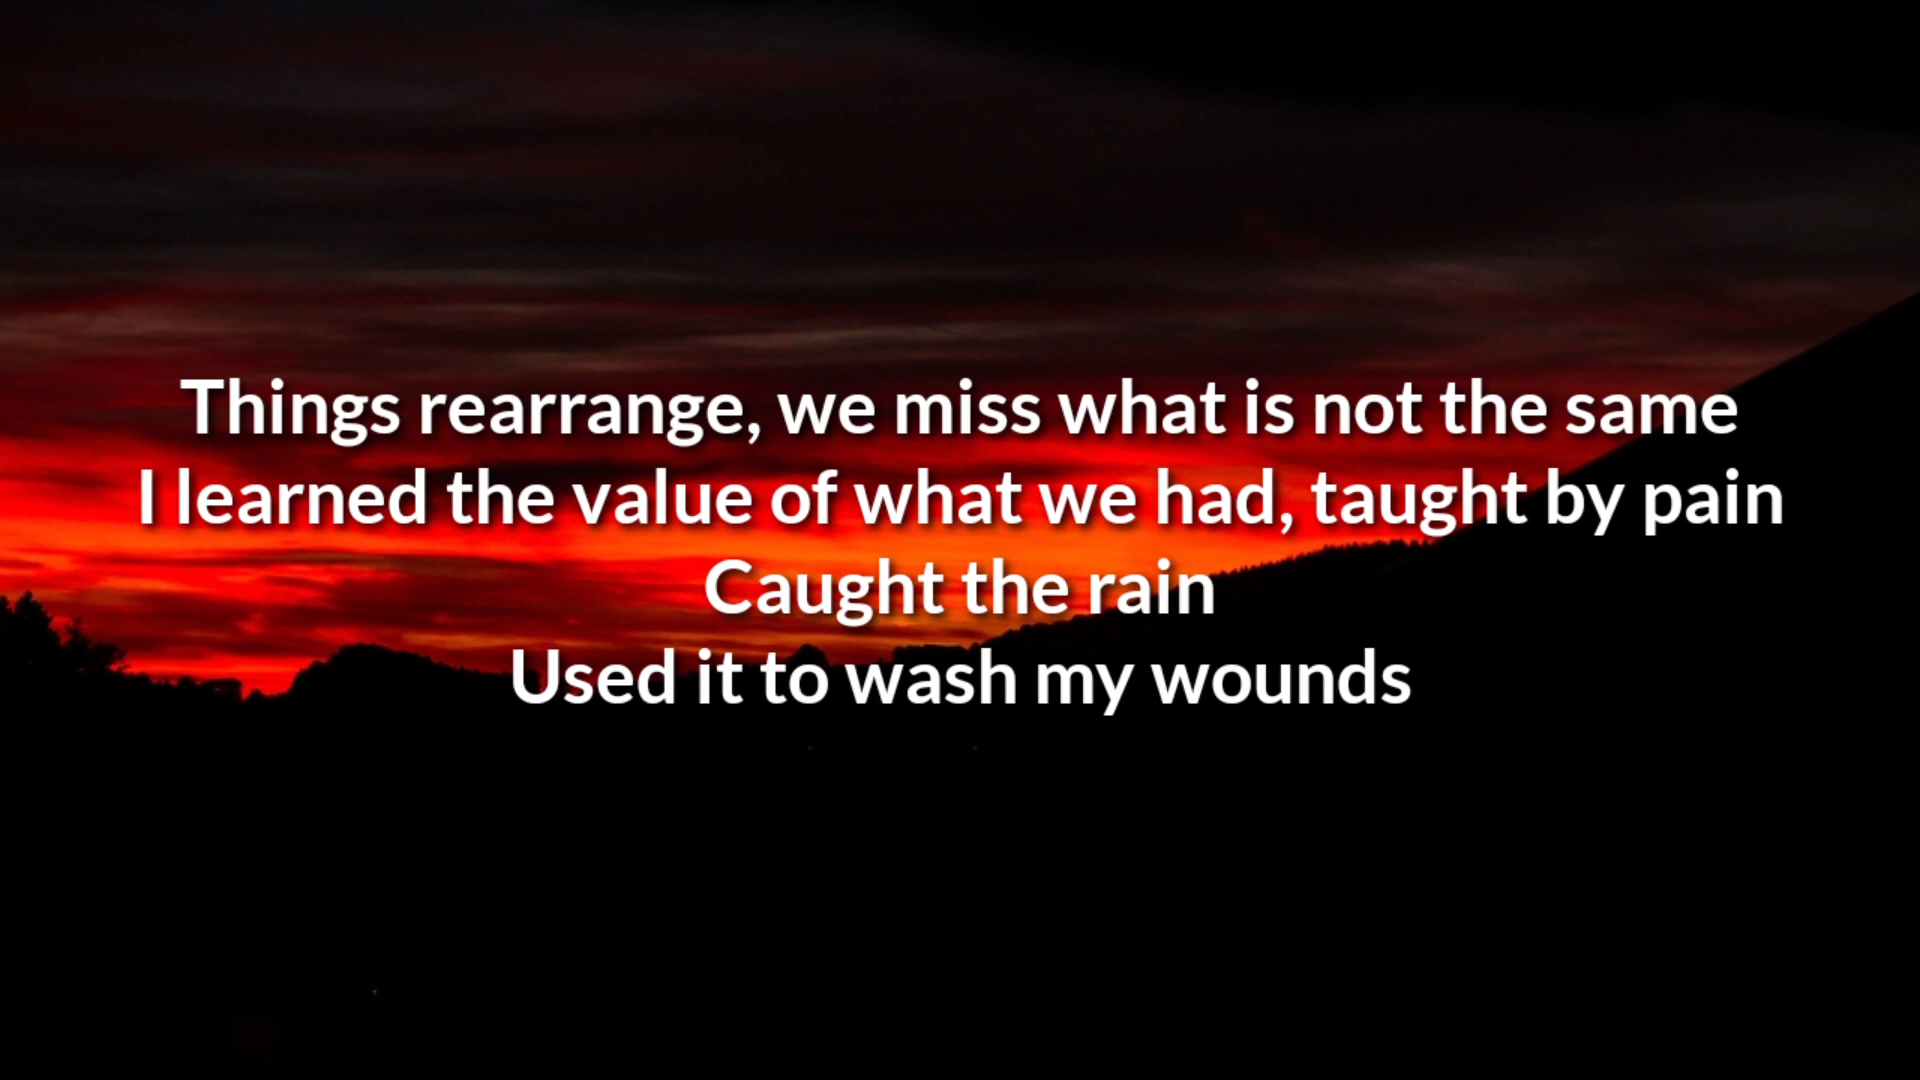 Things rearrange, we miss what is not the same
I learned the value of what we had, taught by pain
Caught the rain
Used it to wash my wounds